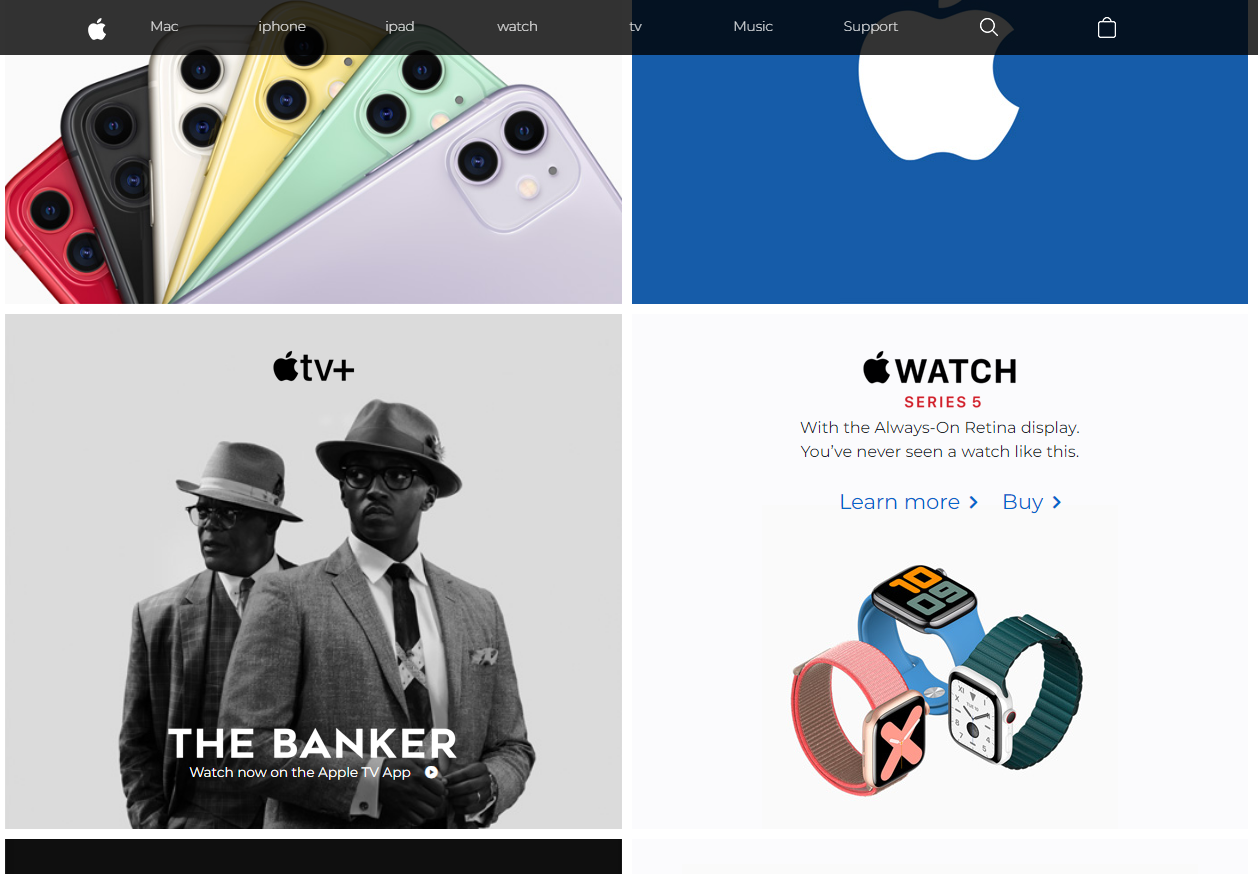 Mac iphone ipad watch tv Music Support
tv+
THE BANKER
Watch now on the Apple TV App
WATCH
SERIES 5
With the Always-On Retina display.
You've never seen a watch like this.
Learn more Buy
10
09